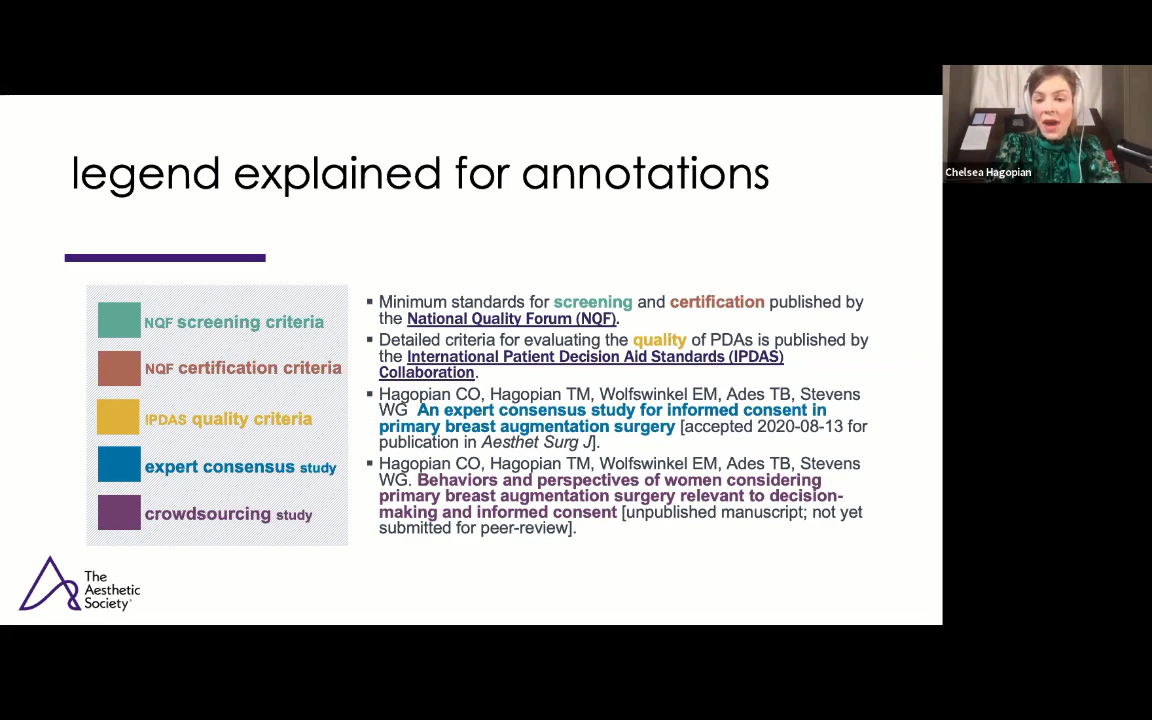 legend explained for annotations
Chelsea Hagopian
NQF screening criteria
NQF certification criteria
IPDAS quality criteria
expert consensus study
crowdsourcing study
▪ Minimum standards for screening and certification published by
the National Quality Forum (NQF).
▪ Detailed criteria for evaluating the quality of PDAs is published by
the International Patient Decision Aid Standards (IPDAS)
Collaboration.
▪ Hagopian CO, Hagopian TM, Wolfswinkel EM, Ades TB, Stevens
WG An expert consensus study for informed consent in
primary breast augmentation surgery [accepted 2020-08-13 for
publication in Aesthet Surg J].
▪ Hagopian CO, Hagopian TM, Wolfswinkel EM, Ades TB, Stevens
WG. Behaviors and perspectives of women considering
primary breast augmentation surgery relevant to decision-
making and informed consent [unpublished manuscript; not yet
submitted for peer-review].
The
Aesthetic
Society